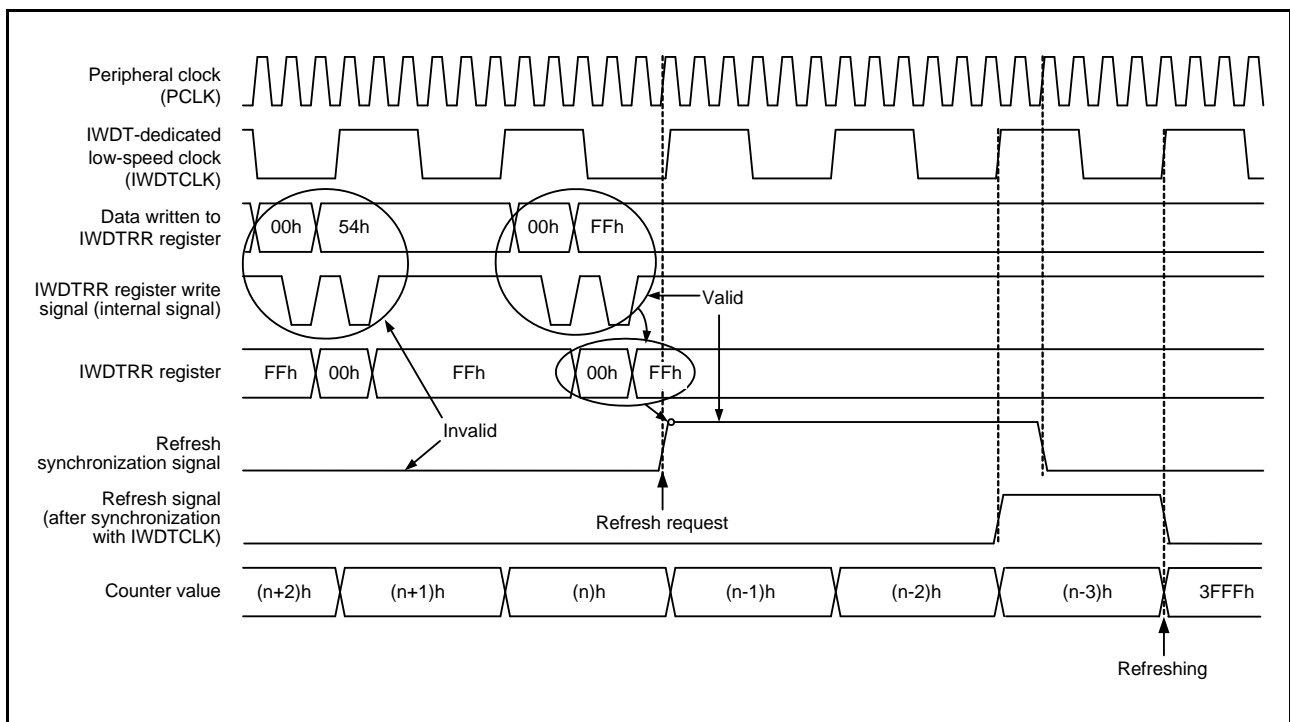 Peripheral clock
(PCLK)
IWDT-dedicated
low-speed clock
(IWDTCLK)
Data written to
IWDTRR register
00h 54h 00h FFh
IWDTRR register write
signal (internal signal)
Valid
IWDTRR register
FFh 00h FFh 00h FFh
Invalid
Refresh
synchronization signal
Refresh signal
(after synchronization
with IWDTCLK)
Refresh request
Counter value
(n+2)h (n+1)h (n)h (n-1)h (n-2)h (n-3)h 3FFFh
Refreshing